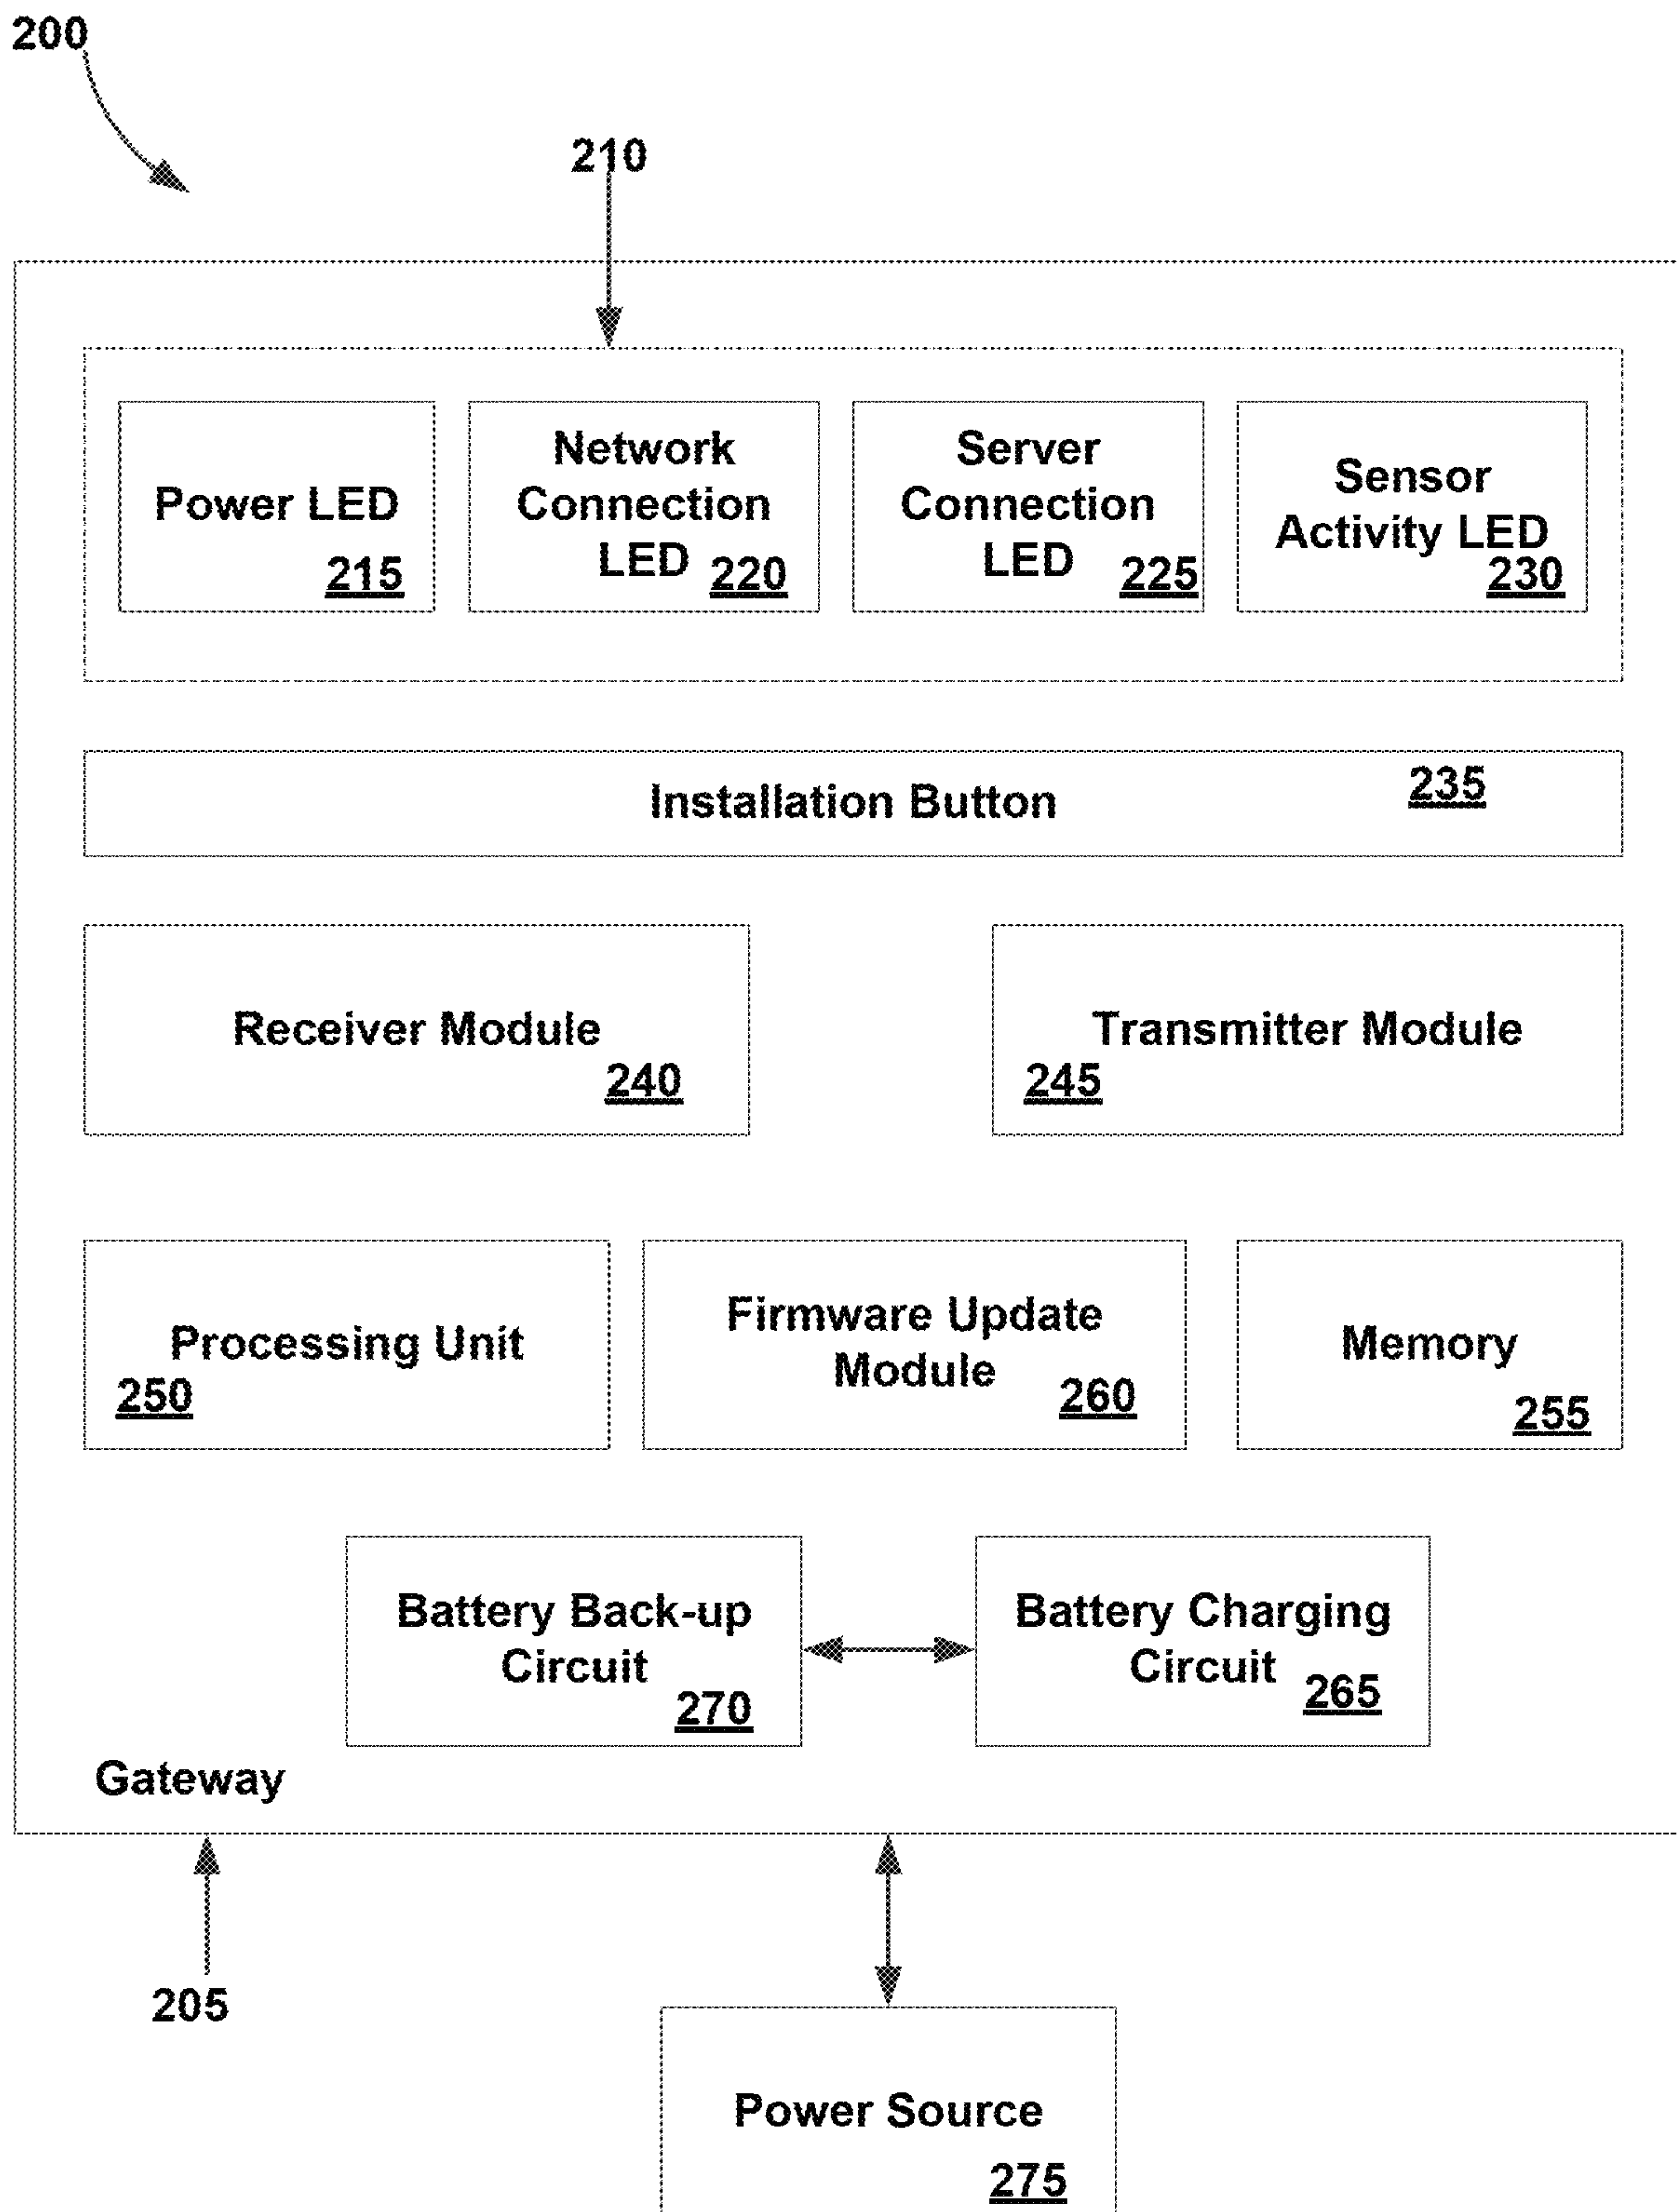 200
210
Power LED
215
Network
Connection
LED 220
Server
Connection
LED 225
Sensor
Activity LED
230
Installation Button 235
Receiver Module
240
Transmitter Module
245
Processing Unit
250
Firmware Update
Module 260
Memory
255
Battery Back-up
Circuit
270
Battery Charging
Circuit 265
Gateway
205
Power Source
275